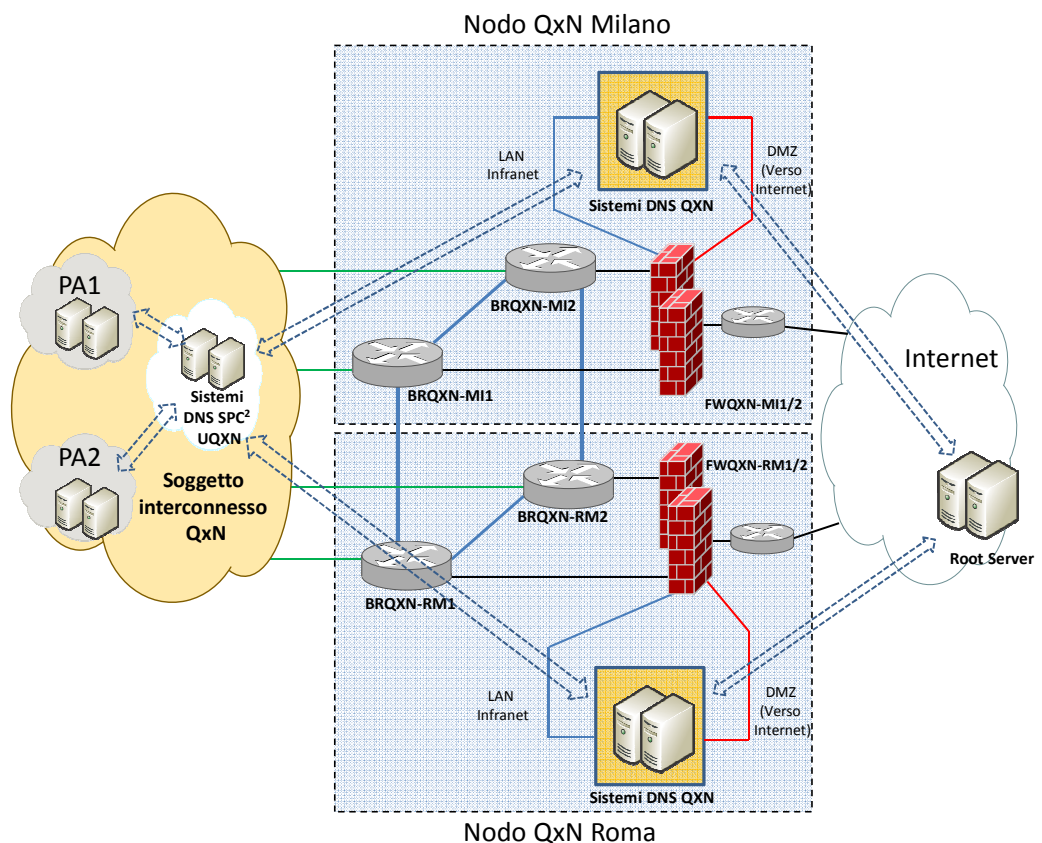 Nodo QxN Milano
LAN
Infranet
DMZ
(Verso
Internet)
Sistemi DNS QXN
PA1
BRQXN-MI2
Sistemi
DNS SPC²
UQXN
BRQXN-MI1
Internet
FWQXN-MI1/2
PA2
Soggetto
interconnesso
QxN
FWQXN-RM1/2
BRQXN-RM2
Root Server
BRQXN-RM1
LAN
Infranet
DMZ
(Verso
Internet)
Sistemi DNS QXN
Nodo QxN Roma